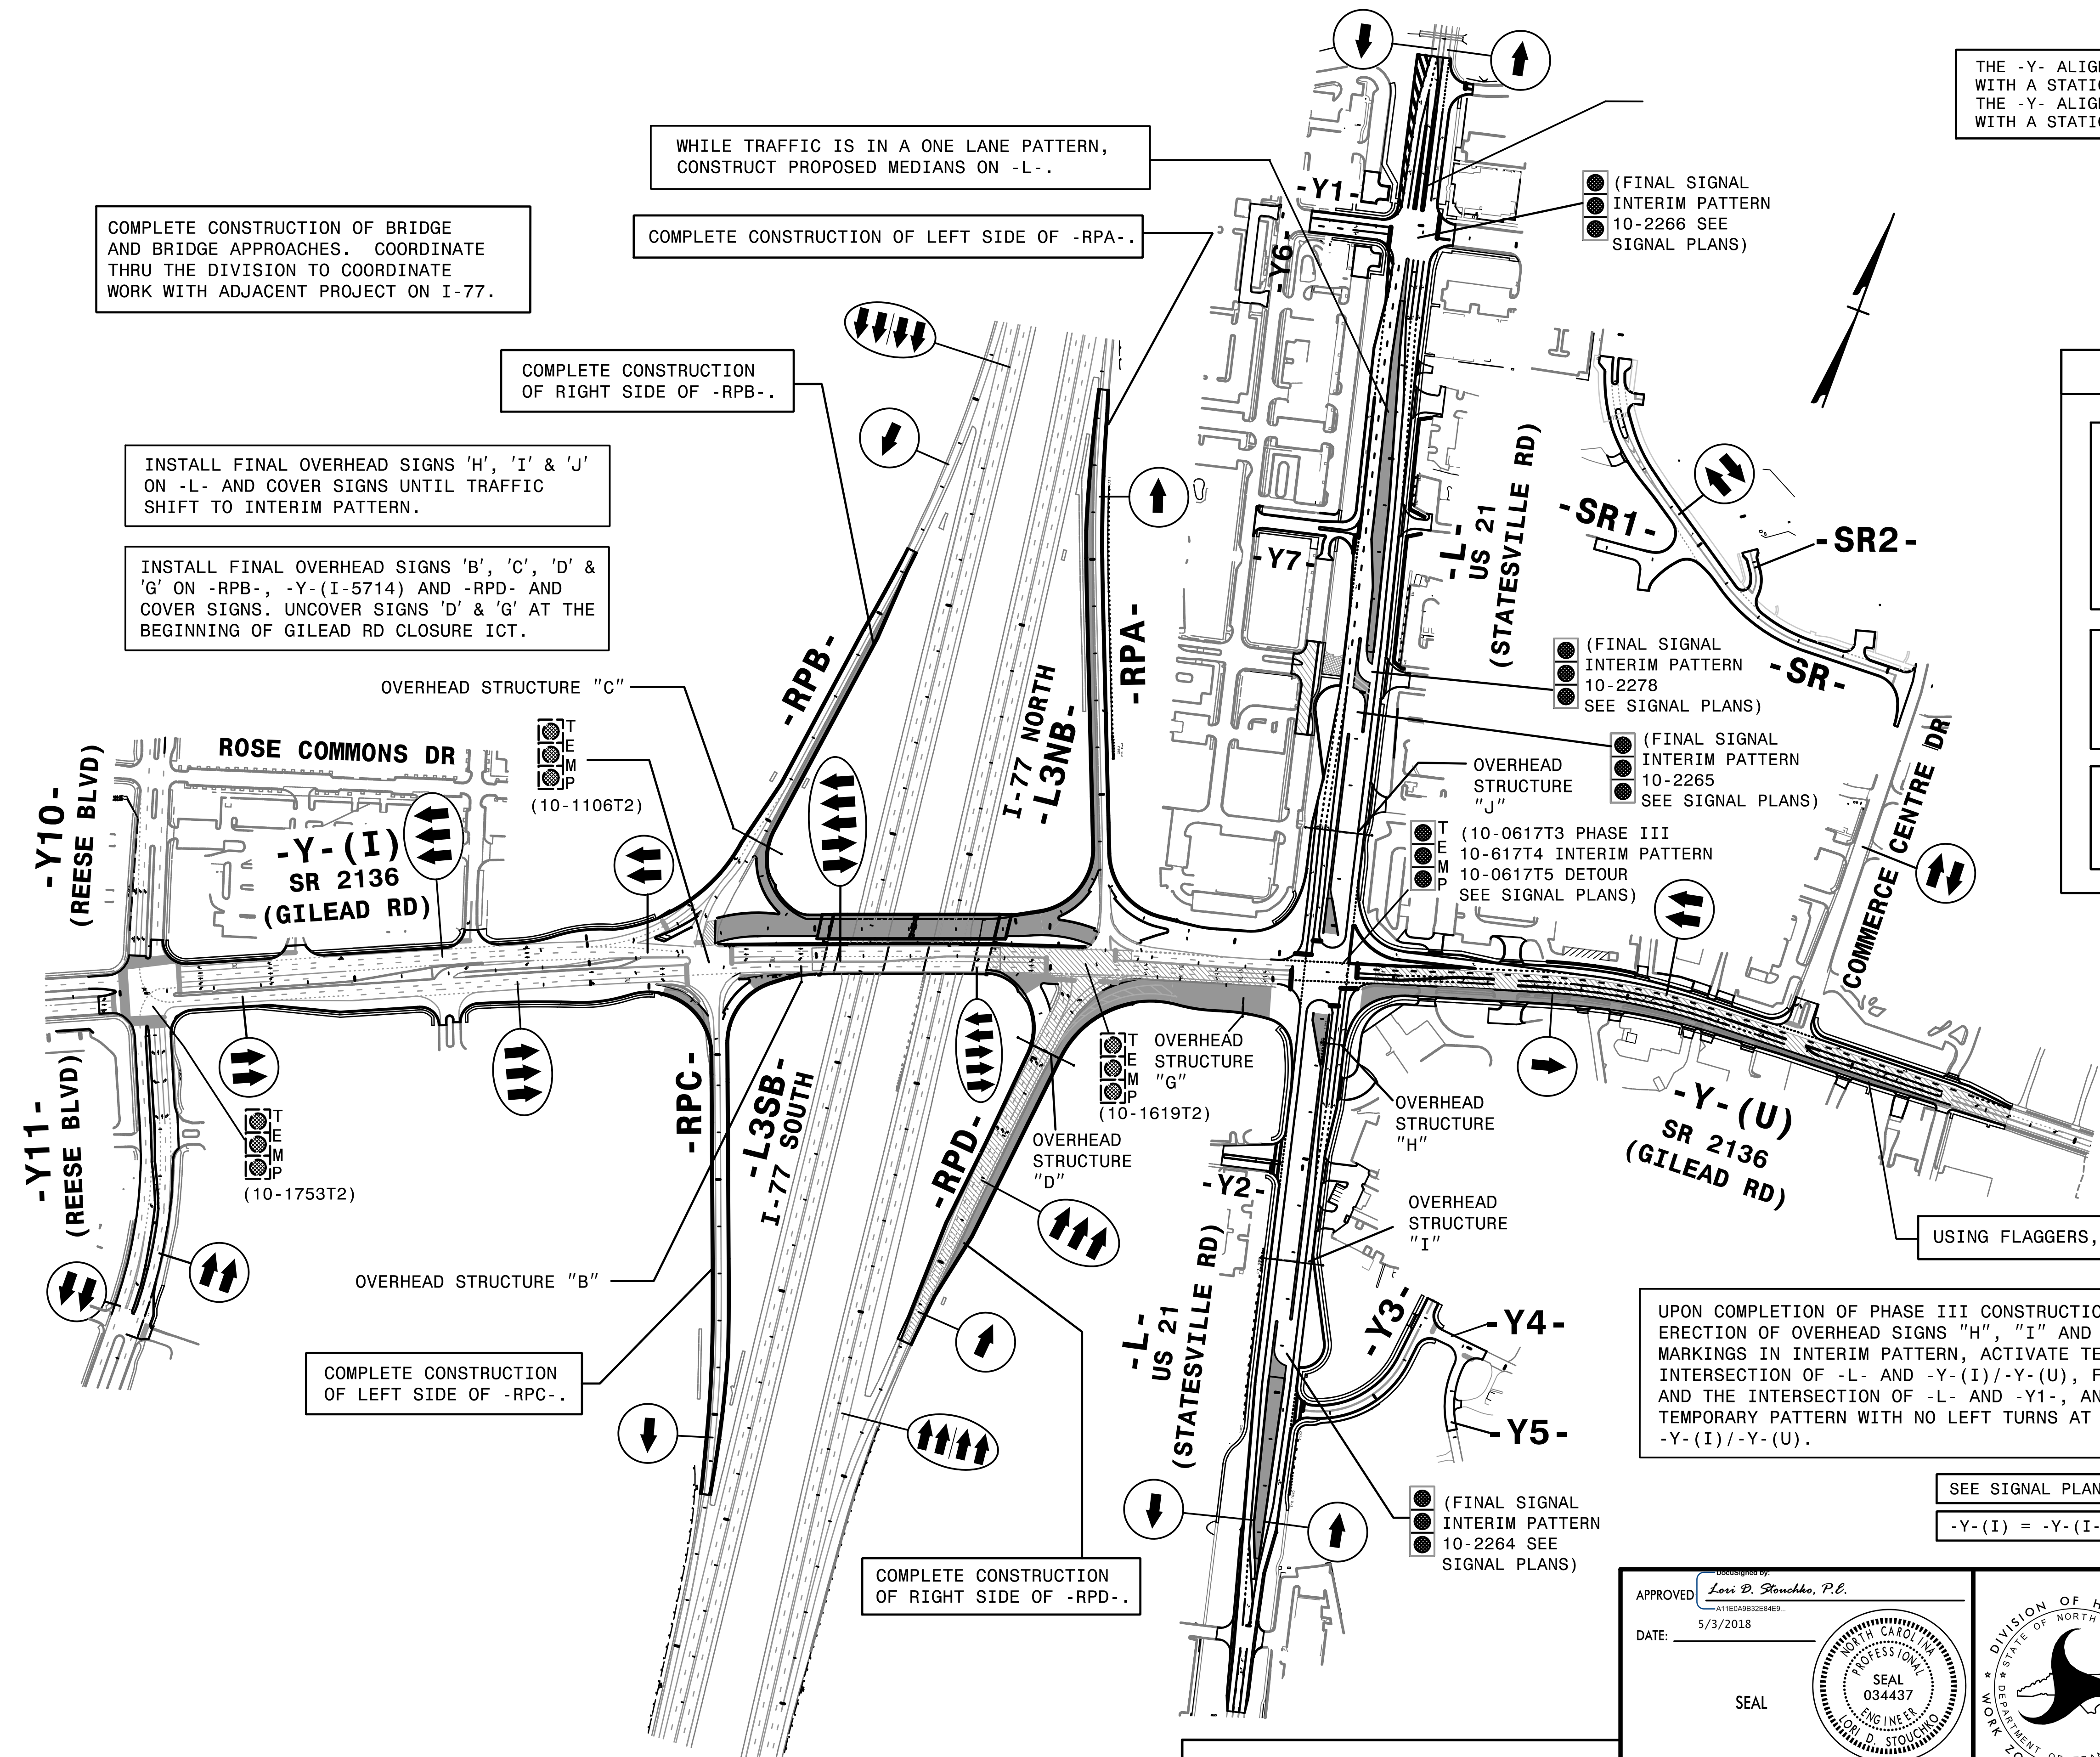 THE -Y- ALIG
WITH A STATI
THE -Y- ALIG
WITH A STATI
WHILE TRAFFIC IS IN A ONE LANE PATTERN,
CONSTRUCT PROPOSED MEDIANS ON -L-.
COMPLETE CONSTRUCTION OF LEFT SIDE OF -RPA-.
COMPLETE CONSTRUCTION OF BRIDGE
AND BRIDGE APPROACHES. COORDINATE
THRU THE DIVISION TO COORDINATE
WORK WITH ADJACENT PROJECT ON I-77.
-Y1-
(FINAL SIGNAL
INTERIM PATTERN
10-2266 SEE
SIGNAL PLANS)
-Y6-
COMPLETE CONSTRUCTION
OF RIGHT SIDE OF -RPB-.
INSTALL FINAL OVERHEAD SIGNS 'H', 'I' & 'J'
ON -L- AND COVER SIGNS UNTIL TRAFFIC
SHIFT TO INTERIM PATTERN.
INSTALL FINAL OVERHEAD SIGNS 'B', 'C', 'D' &
'G' ON -RPB-, -Y-(I-5714) AND -RPD- AND
COVER SIGNS. UNCOVER SIGNS 'D' & 'G' AT THE
BEGINNING OF GILEAD RD CLOSURE ICT.
-L-
US 21
(STATESVILLE RD)
-SR1-
-SR2-
-SR-
-Y7-
-RPB-
-RPA-
I-77 NORTH
-L3NB-
OVERHEAD STRUCTURE "C"
(FINAL SIGNAL
INTERIM PATTERN
10-2278
SEE SIGNAL PLANS)
(FINAL SIGNAL
INTERIM PATTERN
10-2265
SEE SIGNAL PLANS)
OVERHEAD
STRUCTURE
"J"
TEMP
(10-0617T3 PHASE III
10-617T4 INTERIM PATTERN
10-0617T5 DETOUR
SEE SIGNAL PLANS)
COMMERCE CENTRE DR
ROSE COMMONS DR
TEMP
(10-1106T2)
-Y10-
(REESE BLVD)
-Y-(I)
SR 2136
(GILEAD RD)
-Y11-
(REESE BLVD)
TEMP
(10-1753T2)
-RPC-
-L3SB-
I-77 SOUTH
-RPD-
OVERHEAD
STRUCTURE
"D"
TEMP
(10-1619T2)
OVERHEAD
STRUCTURE
"G"
OVERHEAD
STRUCTURE
"H"
-Y-(U)
SR 2136
(GILEAD RD)
-Y2-
OVERHEAD
STRUCTURE
"I"
USING FLAGGERS,
OVERHEAD STRUCTURE "B"
-L-
US 21
(STATESVILLE RD)
-Y3-
-Y4-
-Y5-
UPON COMPLETION OF PHASE III CONSTRUCTIO
ERECTION OF OVERHEAD SIGNS "H", "I" AND
MARKINGS IN INTERIM PATTERN, ACTIVATE TE
INTERSECTION OF -L- AND -Y-(I)/-Y-(U), F
AND THE INTERSECTION OF -L- AND -Y1-, AN
TEMPORARY PATTERN WITH NO LEFT TURNS AT
-Y-(I)/-Y-(U).
COMPLETE CONSTRUCTION
OF LEFT SIDE OF -RPC-.
SEE SIGNAL PLAN
-Y-(I) = -Y-(I-
(FINAL SIGNAL
INTERIM PATTERN
10-2264 SEE
SIGNAL PLANS)
COMPLETE CONSTRUCTION
OF RIGHT SIDE OF -RPD-.
DocuSigned by:
APPROVED: Lori D. Stouchko, P.E.
A11E0A9B32E84E9...
DATE: 5/3/2018
SEAL
NORTH CAROLINA
PROFESSIONAL
SEAL
034437
ENGINEER
LORI D. STOUCHKO
DIVISION OF H
STATE OF NORTH
DEPARTMENT OF
WORK ZO